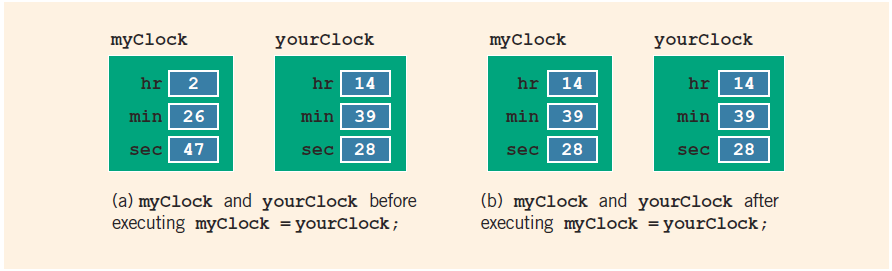 myClock yourClock myClock yourClock
hr 2 hr 14 hr 14 hr 14
min 26 min 39 min 39 min 39
sec 47 sec 28 sec 28 sec 28
(a) myClock and yourClock before
executing myClock = yourClock;
(b) myClock and yourClock after
executing myClock = yourClock;